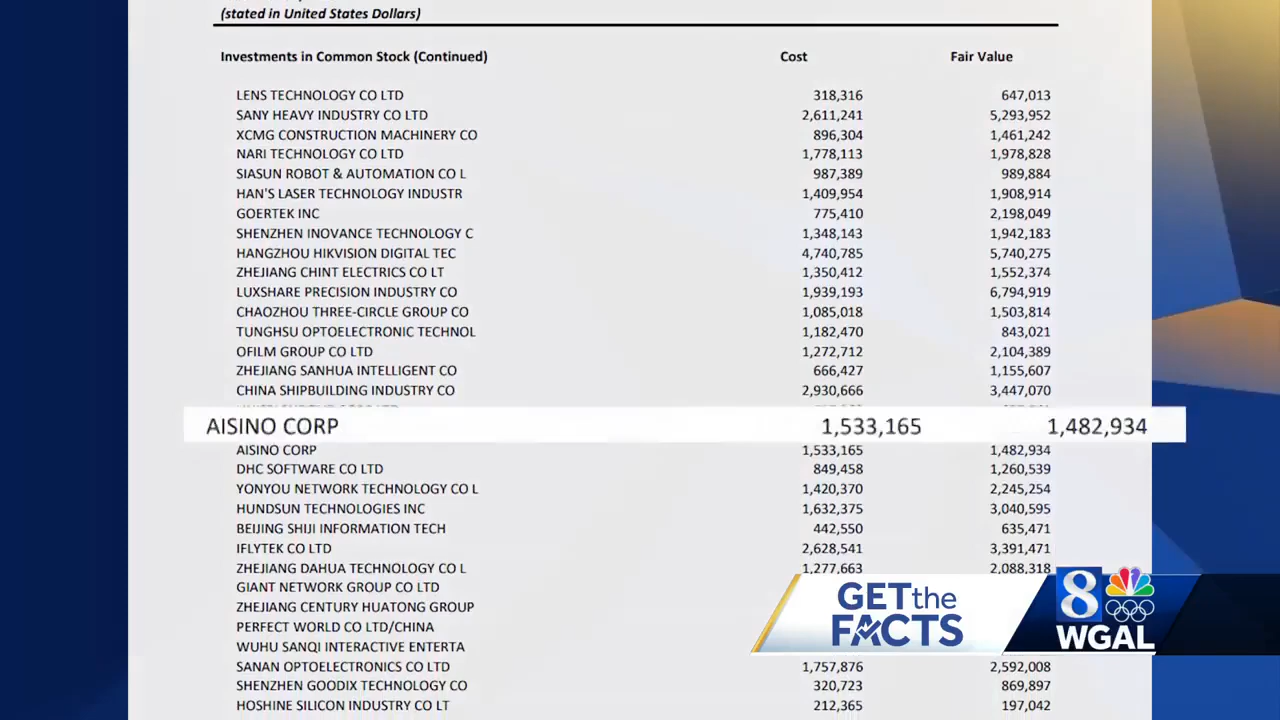 (stated in United States Dollars)
Investments in Common Stock (Continued) Cost Fair Value
LENS TECHNOLOGY CO LTD 318,316 647,013
SANY HEAVY INDUSTRY CO LTD 2,611,241 5,293,952
XCMG CONSTRUCTION MACHINERY CO 896,304 1,461,242
NARI TECHNOLOGY CO LTD 1,778,113 1,978,828
SIASUN ROBOT & AUTOMATION CO L 987,389 989,884
HAN'S LASER TECHNOLOGY INDUSTR 1,409,954 1,908,914
GOERTEK INC 775,410 2,198,049
SHENZHEN INOVANCE TECHNOLOGY C 1,348,143 1,942,183
HANGZHOU HIKVISION DIGITAL TEC 4,740,785 5,740,275
ZHEJIANG CHINT ELECTRICS CO LT 1,350,412 1,552,374
LUXSHARE PRECISION INDUSTRY CO 1,939,193 6,794,919
CHAOZHOU THREE-CIRCLE GROUP CO 1,085,018 1,503,814
TUNGHSU OPTOELECTRONIC TECHNOL 1,182,470 843,021
OFILM GROUP CO LTD 1,272,712 2,104,389
ZHEJIANG SANHUA INTELLIGENT CO 666,427 1,155,607
CHINA SHIPBUILDING INDUSTRY CO 2,930,666 3,447,070
AISINO CORP 1,533,165 1,482,934
AISINO CORP 1,533,165 1,482,934
DHC SOFTWARE CO LTD 849,458 1,260,539
YONYOU NETWORK TECHNOLOGY CO L 1,420,370 2,245,254
HUNDSUN TECHNOLOGIES INC 1,632,375 3,040,595
BEIJING SHIJI INFORMATION TECH 442,550 635,471
IFLYTEK CO LTD 2,628,541 3,391,471
ZHEJIANG DAHUA TECHNOLOGY CO L 1,277,663 2,088,318
GIANT NETWORK GROUP CO LTD
ZHEJIANG CENTURY HUATONG GROUP
PERFECT WORLD CO LTD/CHINA
WUHU SANQI INTERACTIVE ENTERTA
SANAN OPTOELECTRONICS CO LTD 1,757,876 2,592,008
SHENZHEN GOODIX TECHNOLOGY CO 320,723 869,897
HOSHINE SILICON INDUSTRY CO LT 212,365 197,042
GET the
FACTS
8
WGAL